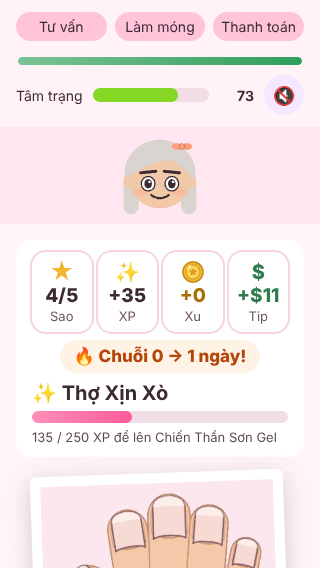 Tư vấn
Làm móng
Thanh toán
Tâm trạng
73
4/5
Sao
+35
XP
+0
Xu
$
+$11
Tip
🔥 Chuỗi 0 → 1 ngày!
✨ Thợ Xịn Xò
135 / 250 XP để lên Chiến Thần Sơn Gel